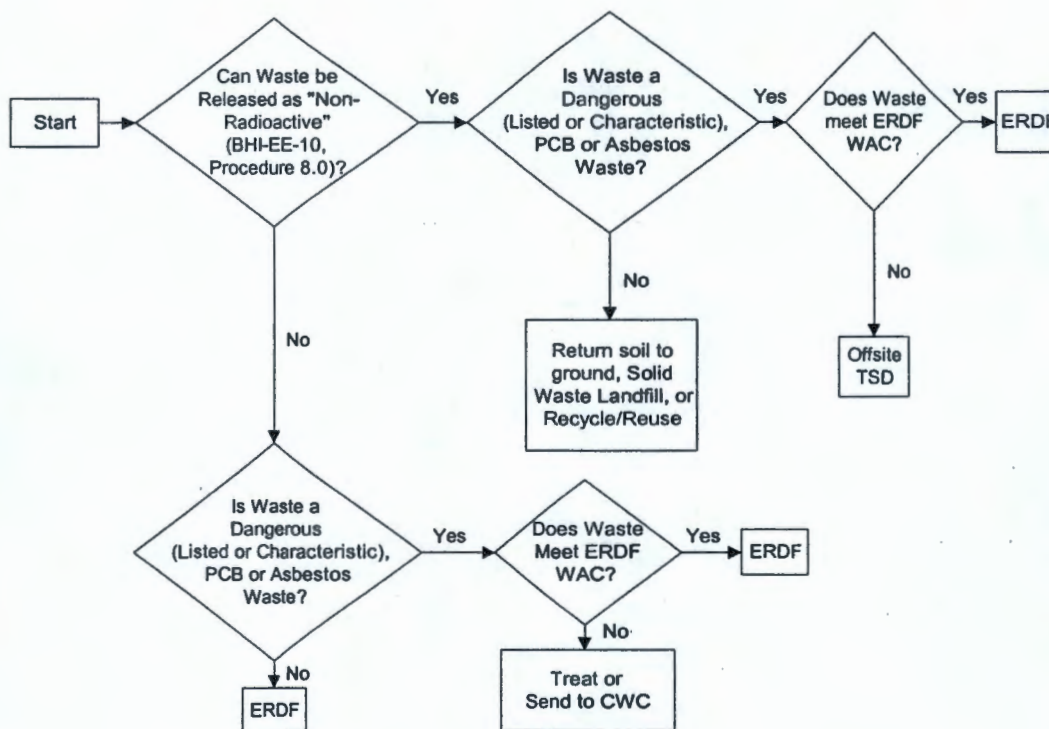 Start
Can Waste be
Released as "Non-
Radioactive"
(BHI-EE-10,
Procedure 8.0)?
Yes
Is Waste a
Dangerous
(Listed or Characteristic),
PCB or Asbestos
Waste?
Yes
Does Waste
meet ERDF
WAC?
Yes
ERDF
No
No
No
Return soil to
ground, Solid
Waste Landfill, or
Recycle/Reuse
Offsite
TSD
Is Waste a
Dangerous
(Listed or Characteristic),
PCB or Asbestos
Waste?
Yes
Does Waste
Meet ERDF
WAC?
Yes
ERDF
No
No
ERDF
Treat or
Send to CWC